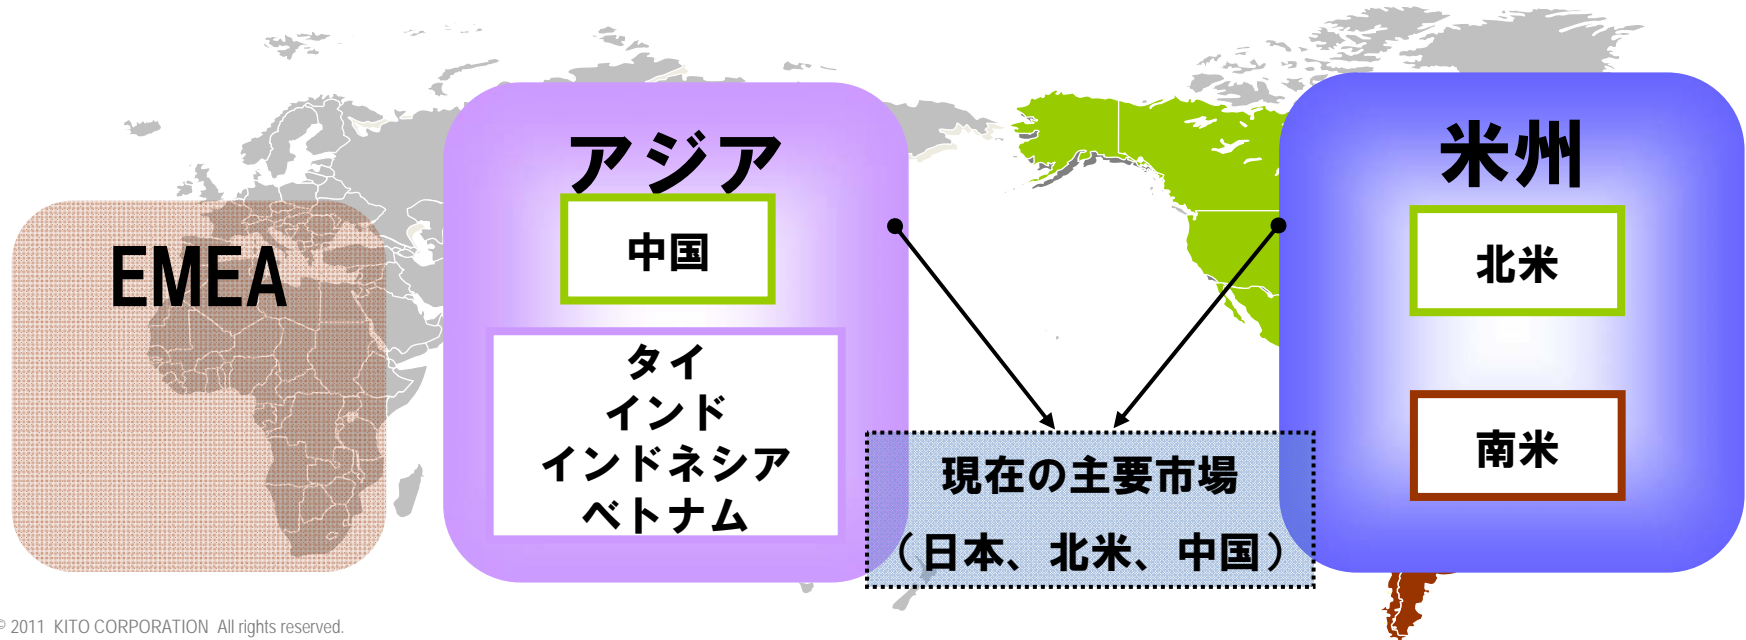 アジア
米州
EMEA
中国
北米
タイ
インド
インドネシア
ベトナム
南米
現在の主要市場
（日本、北米、中国）
© 2011 KITO CORPORATION All rights reserved.